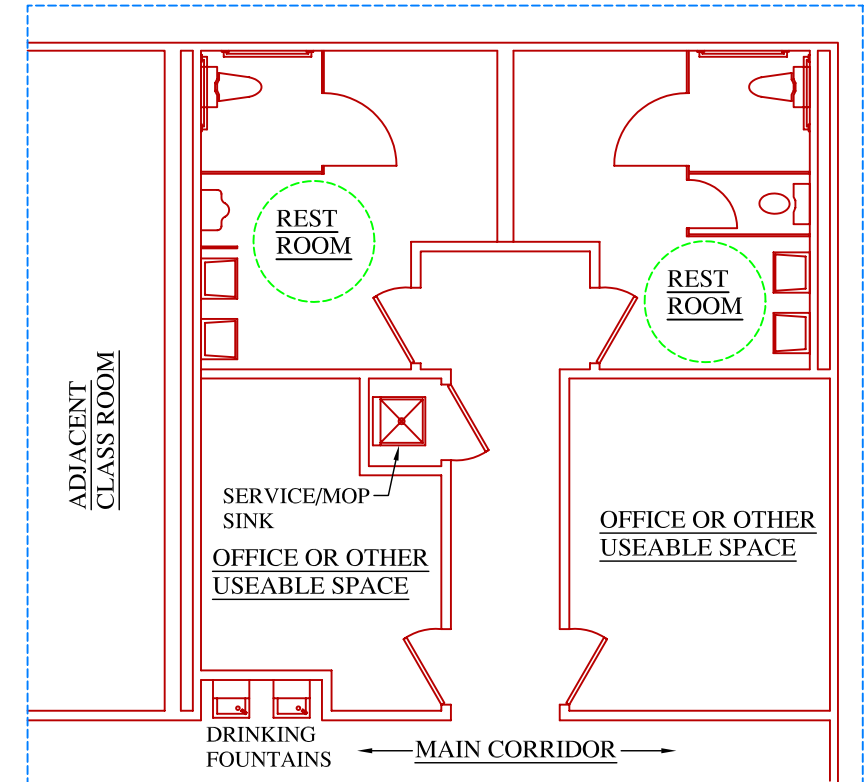 REST
ROOM
REST
ROOM
ADJACENT
CLASS ROOM
SERVICE/MOP
SINK
OFFICE OR OTHER
USEABLE SPACE
OFFICE OR OTHER
USEABLE SPACE
DRINKING
FOUNTAINS
MAIN CORRIDOR